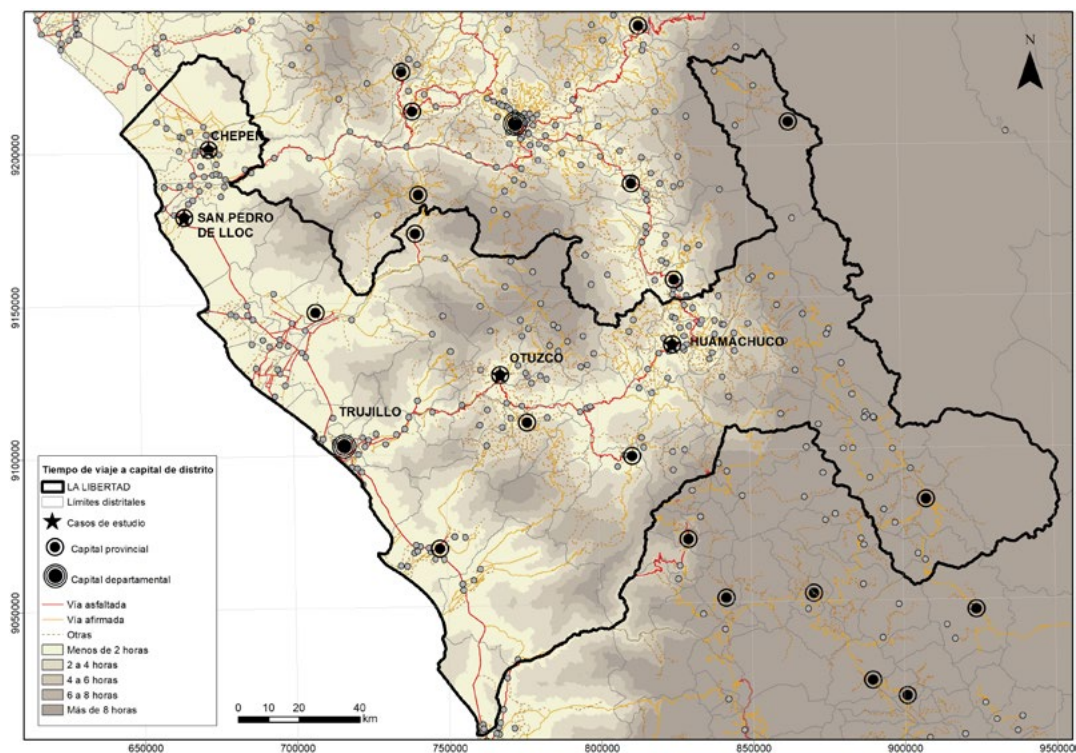 N
CHEPEN
SAN PEDRO
DE LLOC
HUAMACHUCO
OTUZCO
TRUJILLO
9200000
9150000
9100000
9050000
Tiempo de viaje a capital de distrito
LA LIBERTAD
Límites distritales
Casos de estudio
Capital provincial
Capital departamental
Vía asfaltada
Vía afirmada
Otras
Menos de 2 horas
2 a 4 horas
4 a 6 horas
6 a 8 horas
Más de 8 horas
0 10 20 40
km
650000 700000 750000 800000 850000 900000 950000